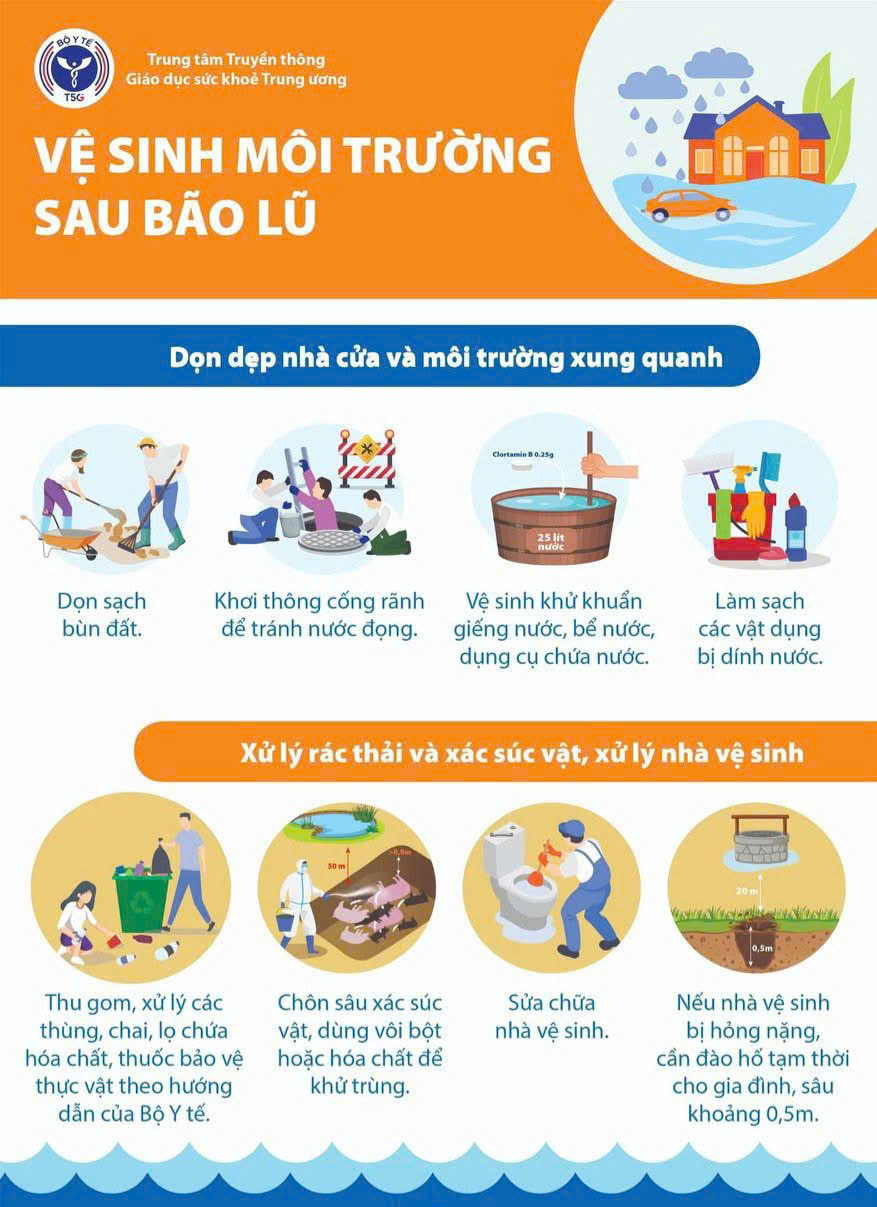 BỘ Y TẾ
T5G
Trung tâm Truyền thông
Giáo dục sức khoẻ Trung ương
VỆ SINH MÔI TRƯỜNG
SAU BÃO LŨ
Dọn dẹp nhà cửa và môi trường xung quanh
Clortamin B 0.25g
25 lít
nước
Dọn sạch
bùn đất.
Khơi thông cống rãnh
để tránh nước đọng.
Vệ sinh khử khuẩn
giếng nước, bể nước,
dụng cụ chứa nước.
Làm sạch
các vật dụng
bị dính nước.
Xử lý rác thải và xác súc vật, xử lý nhà vệ sinh
50 m
>0,8m
20 m
0,5m
Thu gom, xử lý các
thùng, chai, lọ chứa
hóa chất, thuốc bảo vệ
thực vật theo hướng
dẫn của Bộ Y tế.
Chôn sâu xác súc
vật, dùng vôi bột
hoặc hóa chất để
khử trùng.
Sửa chữa
nhà vệ sinh.
Nếu nhà vệ sinh
bị hỏng nặng,
cần đào hố tạm thời
cho gia đình, sâu
khoảng 0,5m.